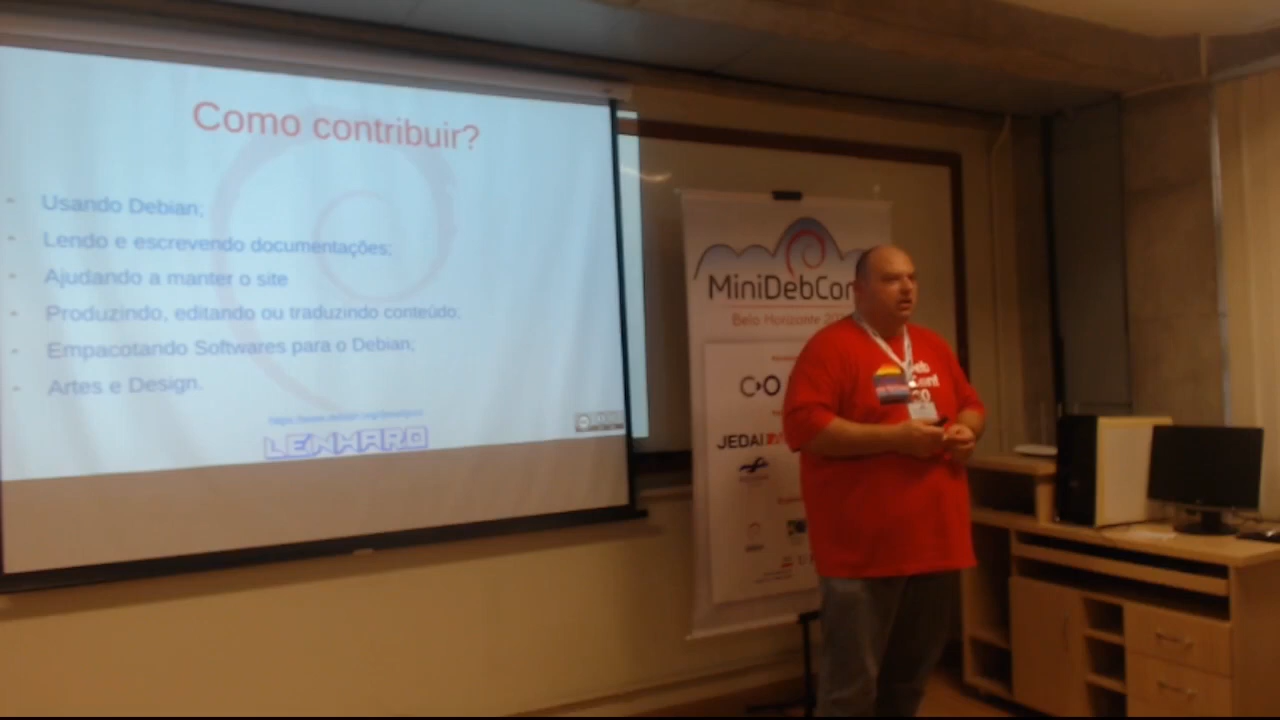 Como contribuir?
- Usando Debian;
- Lendo e escrevendo documentações;
- Ajudando a manter o site
- Produzindo, editando ou traduzindo conteúdo;
- Empacotando Softwares para o Debian;
- Artes e Design.
LENHARO
MiniDebCon
Belo Horizonte
JEDAI